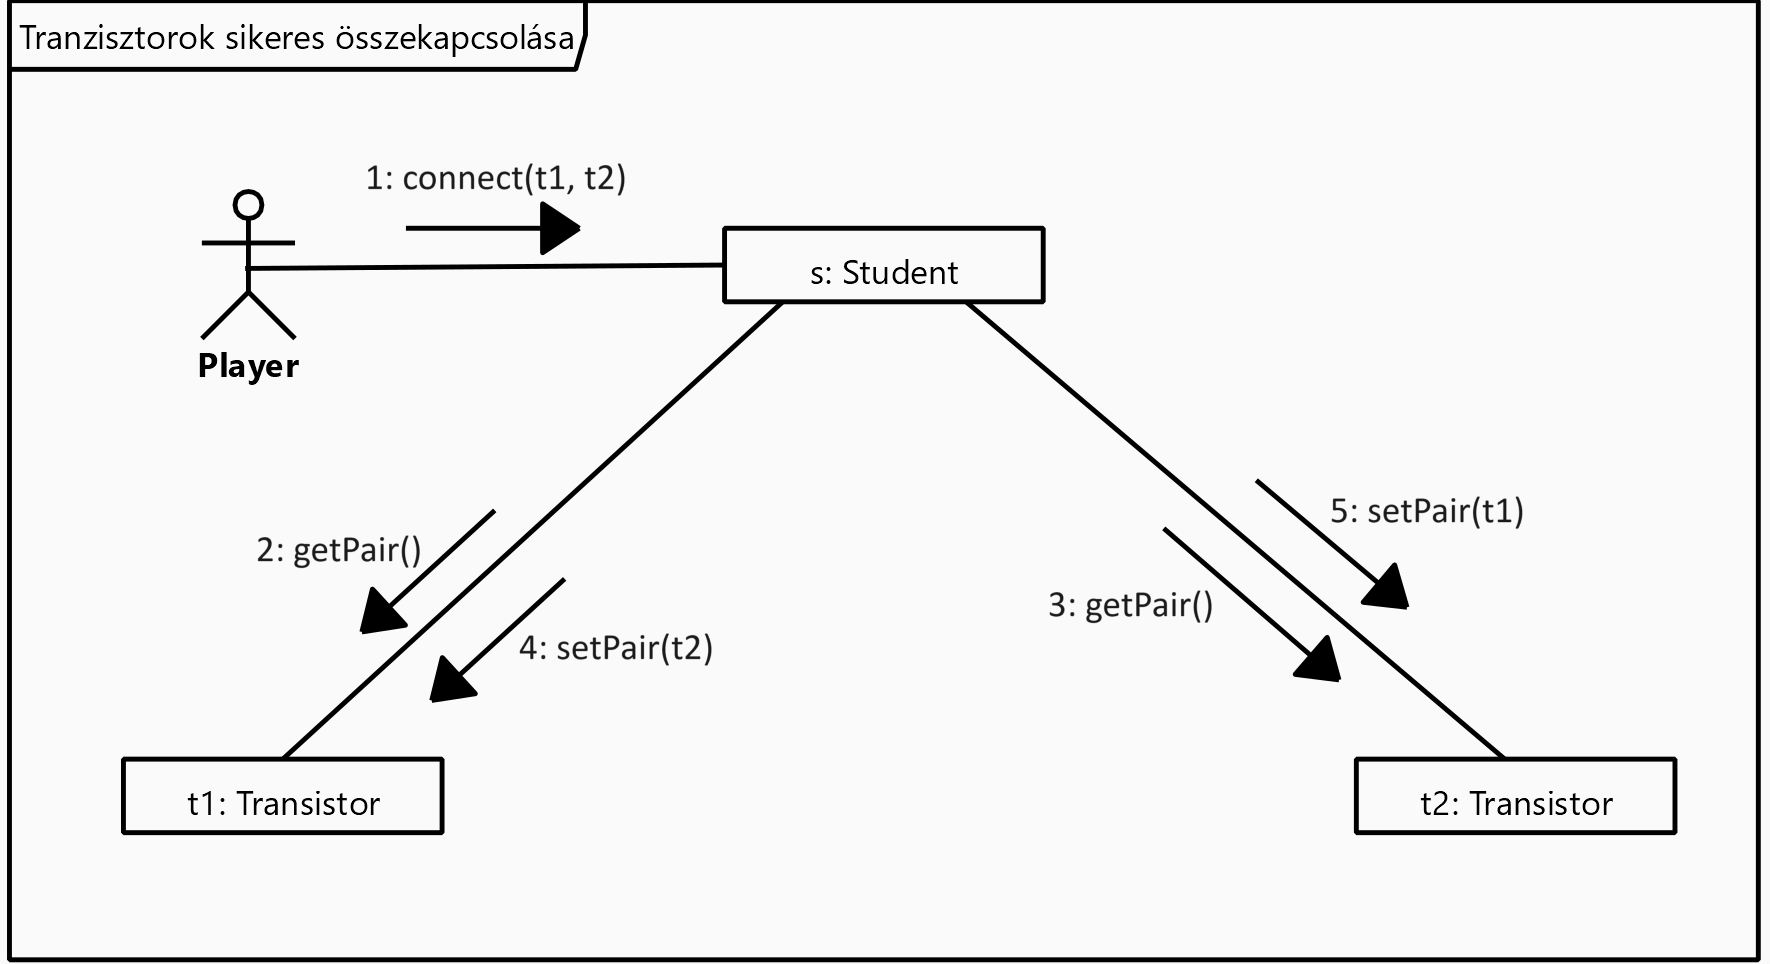 Tranzisztorok sikeres összekapcsolása
1: connect(t1, t2)
s: Student
Player
2: getPair()
4: setPair(t2)
5: setPair(t1)
3: getPair()
t1: Transistor
t2: Transistor